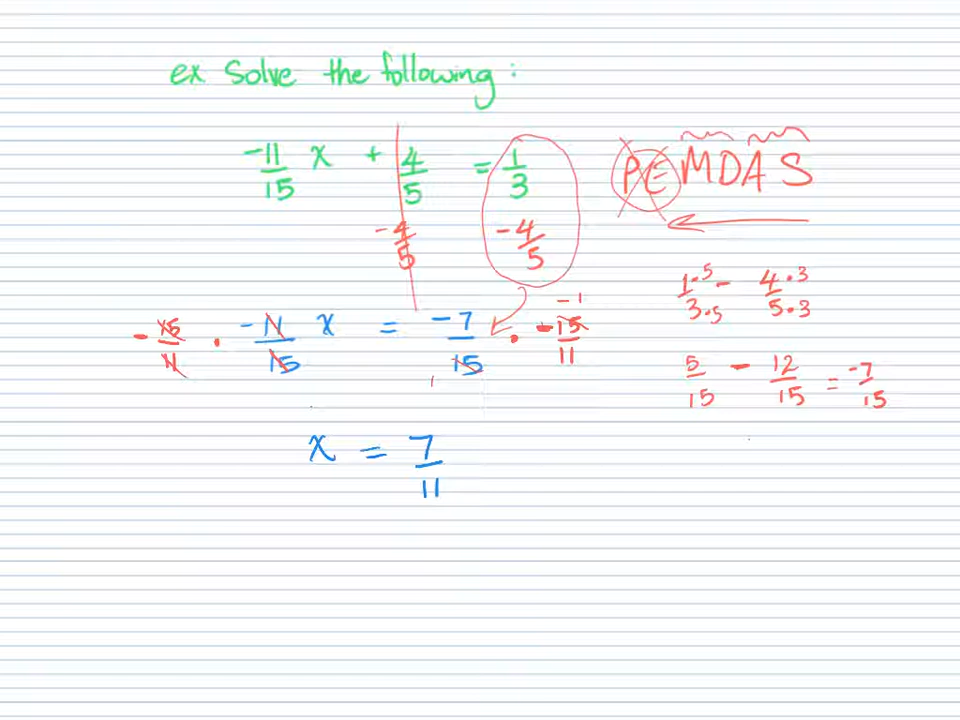 ex Solve the following:
-11/15 x + 4/5 = 1/3
PEMDAS
-4/5 -4/5
1·5/3·5 - 4·3/5·3
-15/11 · -11/15 x = -7/15 · -15/11
-1
5/15 - 12/15 = -7/15
x = 7/11